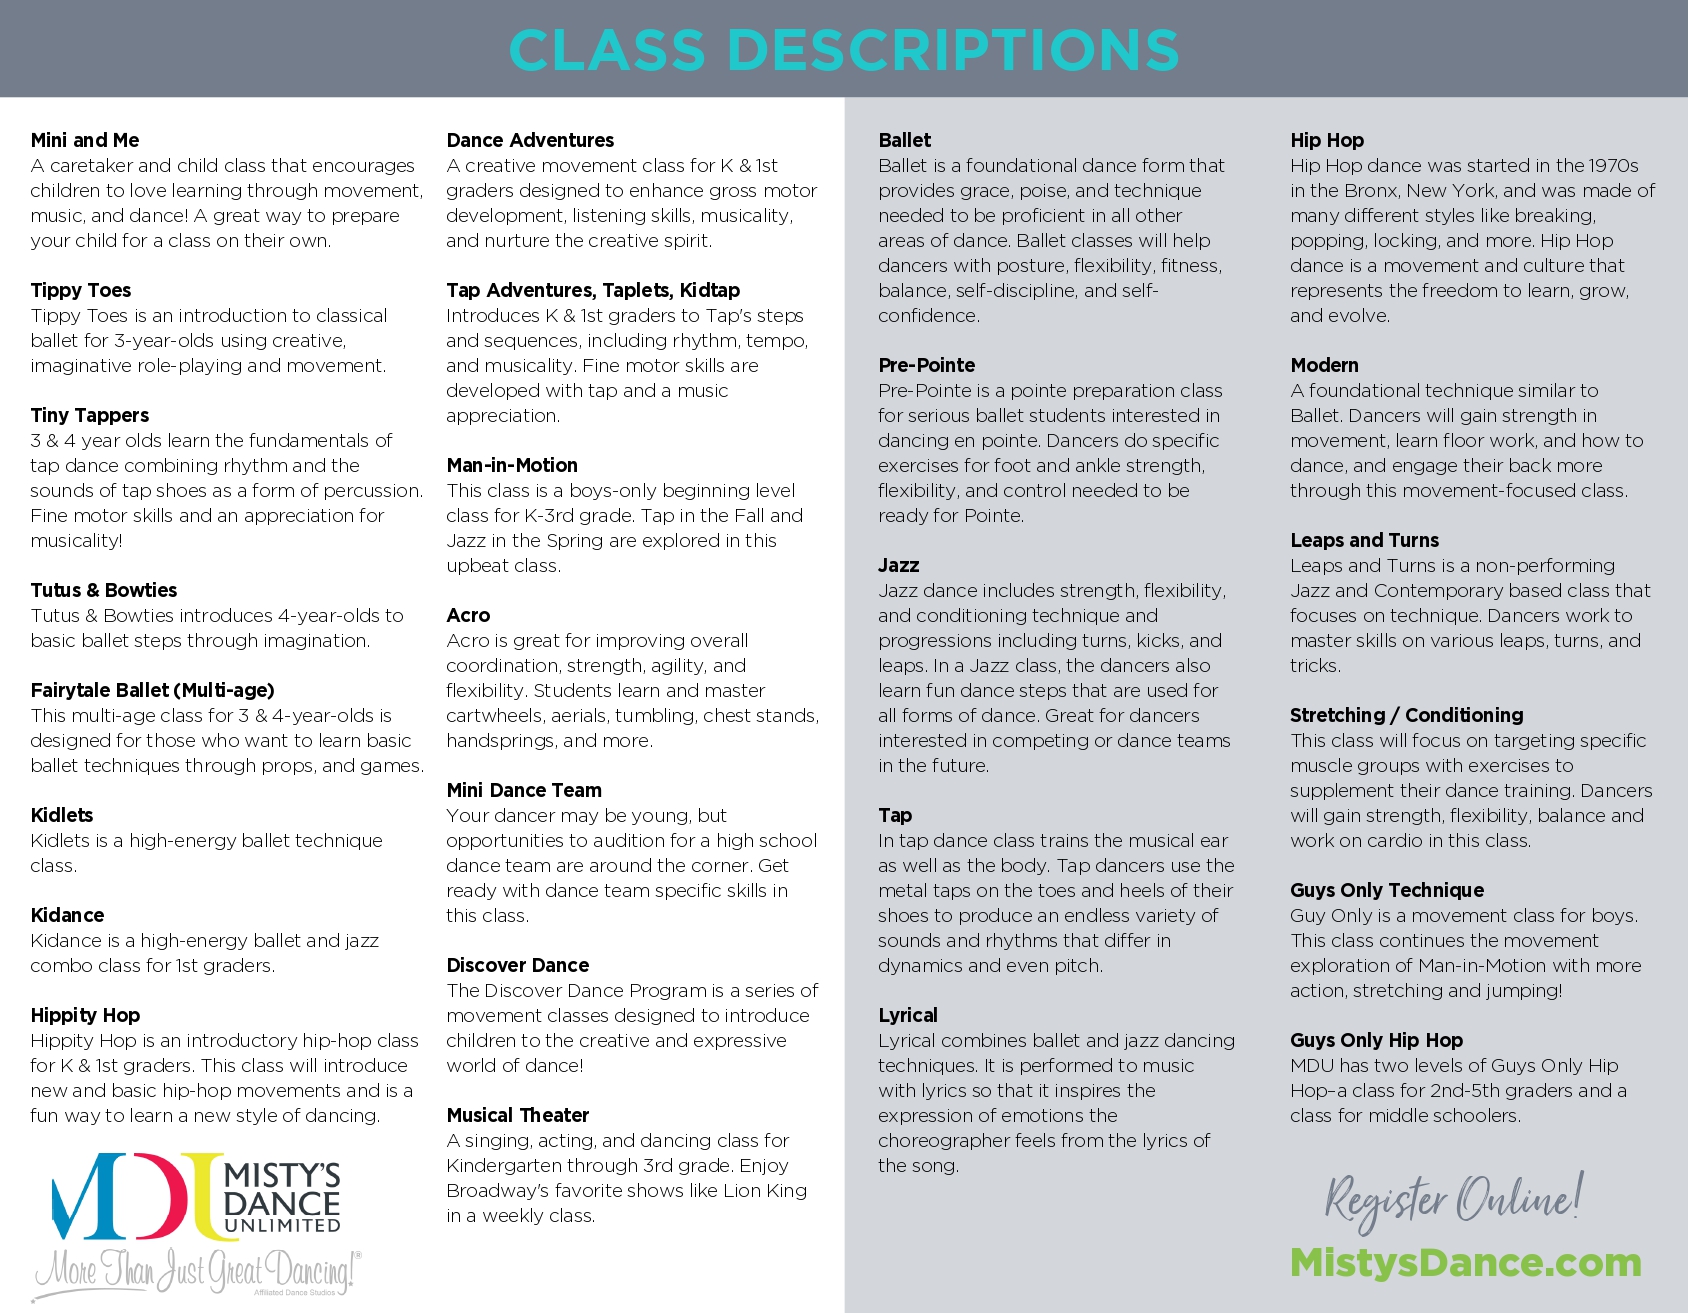 CLASS DESCRIPTIONS
Mini and Me
A caretaker and child class that encourages
children to love learning through movement,
music, and dance! A great way to prepare
your child for a class on their own.
Tippy Toes
Tippy Toes is an introduction to classical
ballet for 3-year-olds using creative,
imaginative role-playing and movement.
Tiny Tappers
3 & 4 year olds learn the fundamentals of
tap dance combining rhythm and the
sounds of tap shoes as a form of percussion.
Fine motor skills and an appreciation for
musicality!
Tutus & Bowties
Tutus & Bowties introduces 4-year-olds to
basic ballet steps through imagination.
Fairytale Ballet (Multi-age)
This multi-age class for 3 & 4-year-olds is
designed for those who want to learn basic
ballet techniques through props, and games.
Kidlets
Kidlets is a high-energy ballet technique
class.
Kidance
Kidance is a high-energy ballet and jazz
combo class for 1st graders.
Hippity Hop
Hippity Hop is an introductory hip-hop class
for K & 1st graders. This class will introduce
new and basic hip-hop movements and is a
fun way to learn a new style of dancing.
MDU
MISTY'S
DANCE
UNLIMITED
More Than Just Great Dancing!®
Affiliated Dance Studios
Dance Adventures
A creative movement class for K & 1st
graders designed to enhance gross motor
development, listening skills, musicality,
and nurture the creative spirit.
Tap Adventures, Taplets, Kidtap
Introduces K & 1st graders to Tap's steps
and sequences, including rhythm, tempo,
and musicality. Fine motor skills are
developed with tap and a music
appreciation.
Man-in-Motion
This class is a boys-only beginning level
class for K-3rd grade. Tap in the Fall and
Jazz in the Spring are explored in this
upbeat class.
Acro
Acro is great for improving overall
coordination, strength, agility, and
flexibility. Students learn and master
cartwheels, aerials, tumbling, chest stands,
handsprings, and more.
Mini Dance Team
Your dancer may be young, but
opportunities to audition for a high school
dance team are around the corner. Get
ready with dance team specific skills in
this class.
Discover Dance
The Discover Dance Program is a series of
movement classes designed to introduce
children to the creative and expressive
world of dance!
Musical Theater
A singing, acting, and dancing class for
Kindergarten through 3rd grade. Enjoy
Broadway's favorite shows like Lion King
in a weekly class.
Ballet
Ballet is a foundational dance form that
provides grace, poise, and technique
needed to be proficient in all other
areas of dance. Ballet classes will help
dancers with posture, flexibility, fitness,
balance, self-discipline, and self-
confidence.
Pre-Pointe
Pre-Pointe is a pointe preparation class
for serious ballet students interested in
dancing en pointe. Dancers do specific
exercises for foot and ankle strength,
flexibility, and control needed to be
ready for Pointe.
Jazz
Jazz dance includes strength, flexibility,
and conditioning technique and
progressions including turns, kicks, and
leaps. In a Jazz class, the dancers also
learn fun dance steps that are used for
all forms of dance. Great for dancers
interested in competing or dance teams
in the future.
Tap
In tap dance class trains the musical ear
as well as the body. Tap dancers use the
metal taps on the toes and heels of their
shoes to produce an endless variety of
sounds and rhythms that differ in
dynamics and even pitch.
Lyrical
Lyrical combines ballet and jazz dancing
techniques. It is performed to music
with lyrics so that it inspires the
expression of emotions the
choreographer feels from the lyrics of
the song.
Hip Hop
Hip Hop dance was started in the 1970s
in the Bronx, New York, and was made of
many different styles like breaking,
popping, locking, and more. Hip Hop
dance is a movement and culture that
represents the freedom to learn, grow,
and evolve.
Modern
A foundational technique similar to
Ballet. Dancers will gain strength in
movement, learn floor work, and how to
dance, and engage their back more
through this movement-focused class.
Leaps and Turns
Leaps and Turns is a non-performing
Jazz and Contemporary based class that
focuses on technique. Dancers work to
master skills on various leaps, turns, and
tricks.
Stretching / Conditioning
This class will focus on targeting specific
muscle groups with exercises to
supplement their dance training. Dancers
will gain strength, flexibility, balance and
work on cardio in this class.
Guys Only Technique
Guy Only is a movement class for boys.
This class continues the movement
exploration of Man-in-Motion with more
action, stretching and jumping!
Guys Only Hip Hop
MDU has two levels of Guys Only Hip
Hop–a class for 2nd-5th graders and a
class for middle schoolers.
Register Online!
MistysDance.com